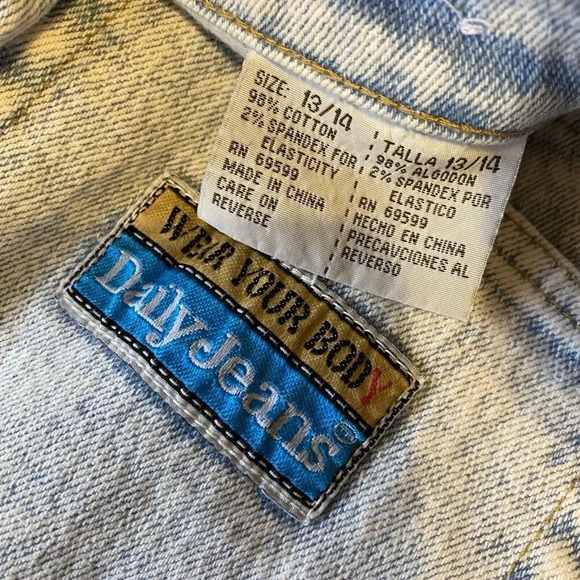 SIZE: 13/14
98% COTTON
2% SPANDEX FOR
ELASTICITY
RN 69599
MADE IN CHINA
CARE ON
REVERSE
TALLA 13/14
98% ALGODON
2% SPANDEX POR
ELASTICO
RN 69599
HECHO EN CHINA
PRECAUCIONES AL
REVERSO
WEAR YOUR BODY
Daily Jeans